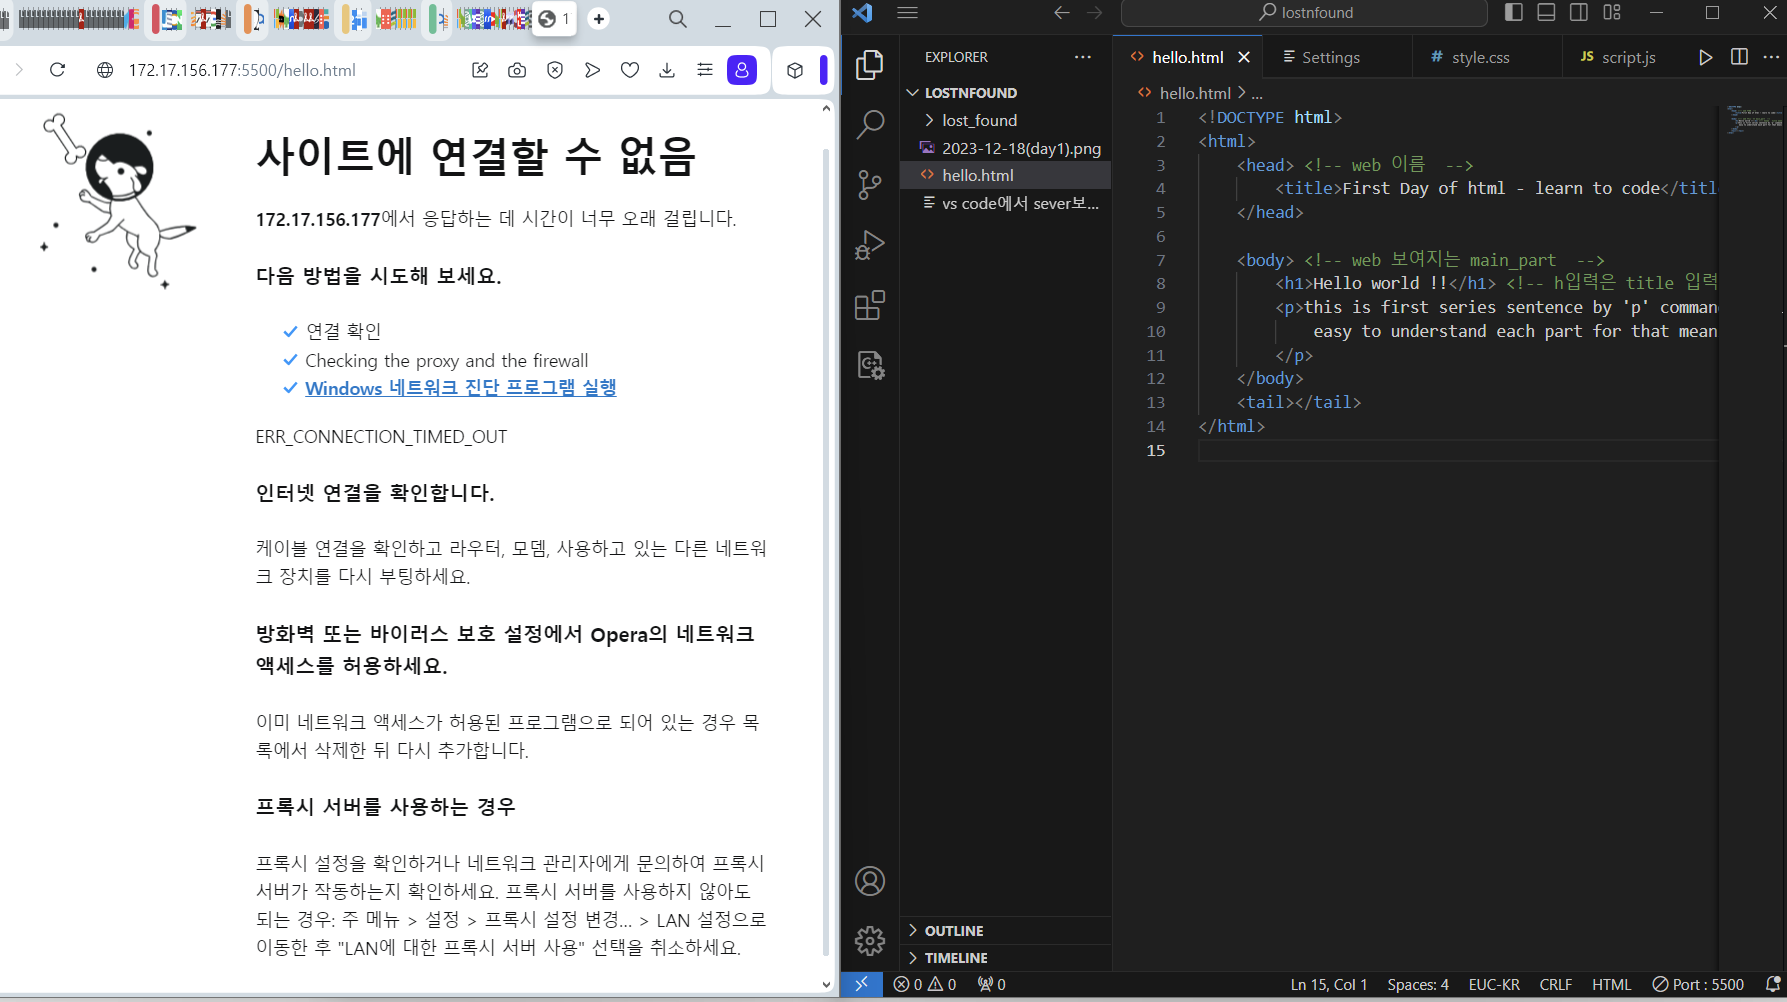 1
172.17.156.177:5500/hello.html
사이트에 연결할 수 없음
172.17.156.177에서 응답하는 데 시간이 너무 오래 걸립니다.
다음 방법을 시도해 보세요.
연결 확인
Checking the proxy and the firewall
Windows 네트워크 진단 프로그램 실행
ERR_CONNECTION_TIMED_OUT
인터넷 연결을 확인합니다.
케이블 연결을 확인하고 라우터, 모뎀, 사용하고 있는 다른 네트워
크 장치를 다시 부팅하세요.
방화벽 또는 바이러스 보호 설정에서 Opera의 네트워크
액세스를 허용하세요.
이미 네트워크 액세스가 허용된 프로그램으로 되어 있는 경우 목
록에서 삭제한 뒤 다시 추가합니다.
프록시 서버를 사용하는 경우
프록시 설정을 확인하거나 네트워크 관리자에게 문의하여 프록시
서버가 작동하는지 확인하세요. 프록시 서버를 사용하지 않아도
되는 경우: 주 메뉴 > 설정 > 프록시 설정 변경... > LAN 설정으로
이동한 후 "LAN에 대한 프록시 서버 사용" 선택을 취소하세요.
lostnfound
EXPLORER
LOSTNFOUND
lost_found
2023-12-18(day1).png
hello.html
vs code에서 sever보...
OUTLINE
TIMELINE
hello.html
Settings
# style.css
JS script.js
hello.html > ...
1 <!DOCTYPE html>
2 <html>
3 <head> <!-- web 이름  -->
4 <title>First Day of html - learn to code</titl
5 </head>
6
7 <body> <!-- web 보여지는 main_part  -->
8 <h1>Hello world !!</h1> <!-- h입력은 title 입력
9 <p>this is first series sentence by 'p' comman
10 easy to understand each part for that mean
11 </p>
12 </body>
13 <tail></tail>
14 </html>
15
0 0 0
Ln 15, Col 1 Spaces: 4 EUC-KR CRLF HTML Port : 5500